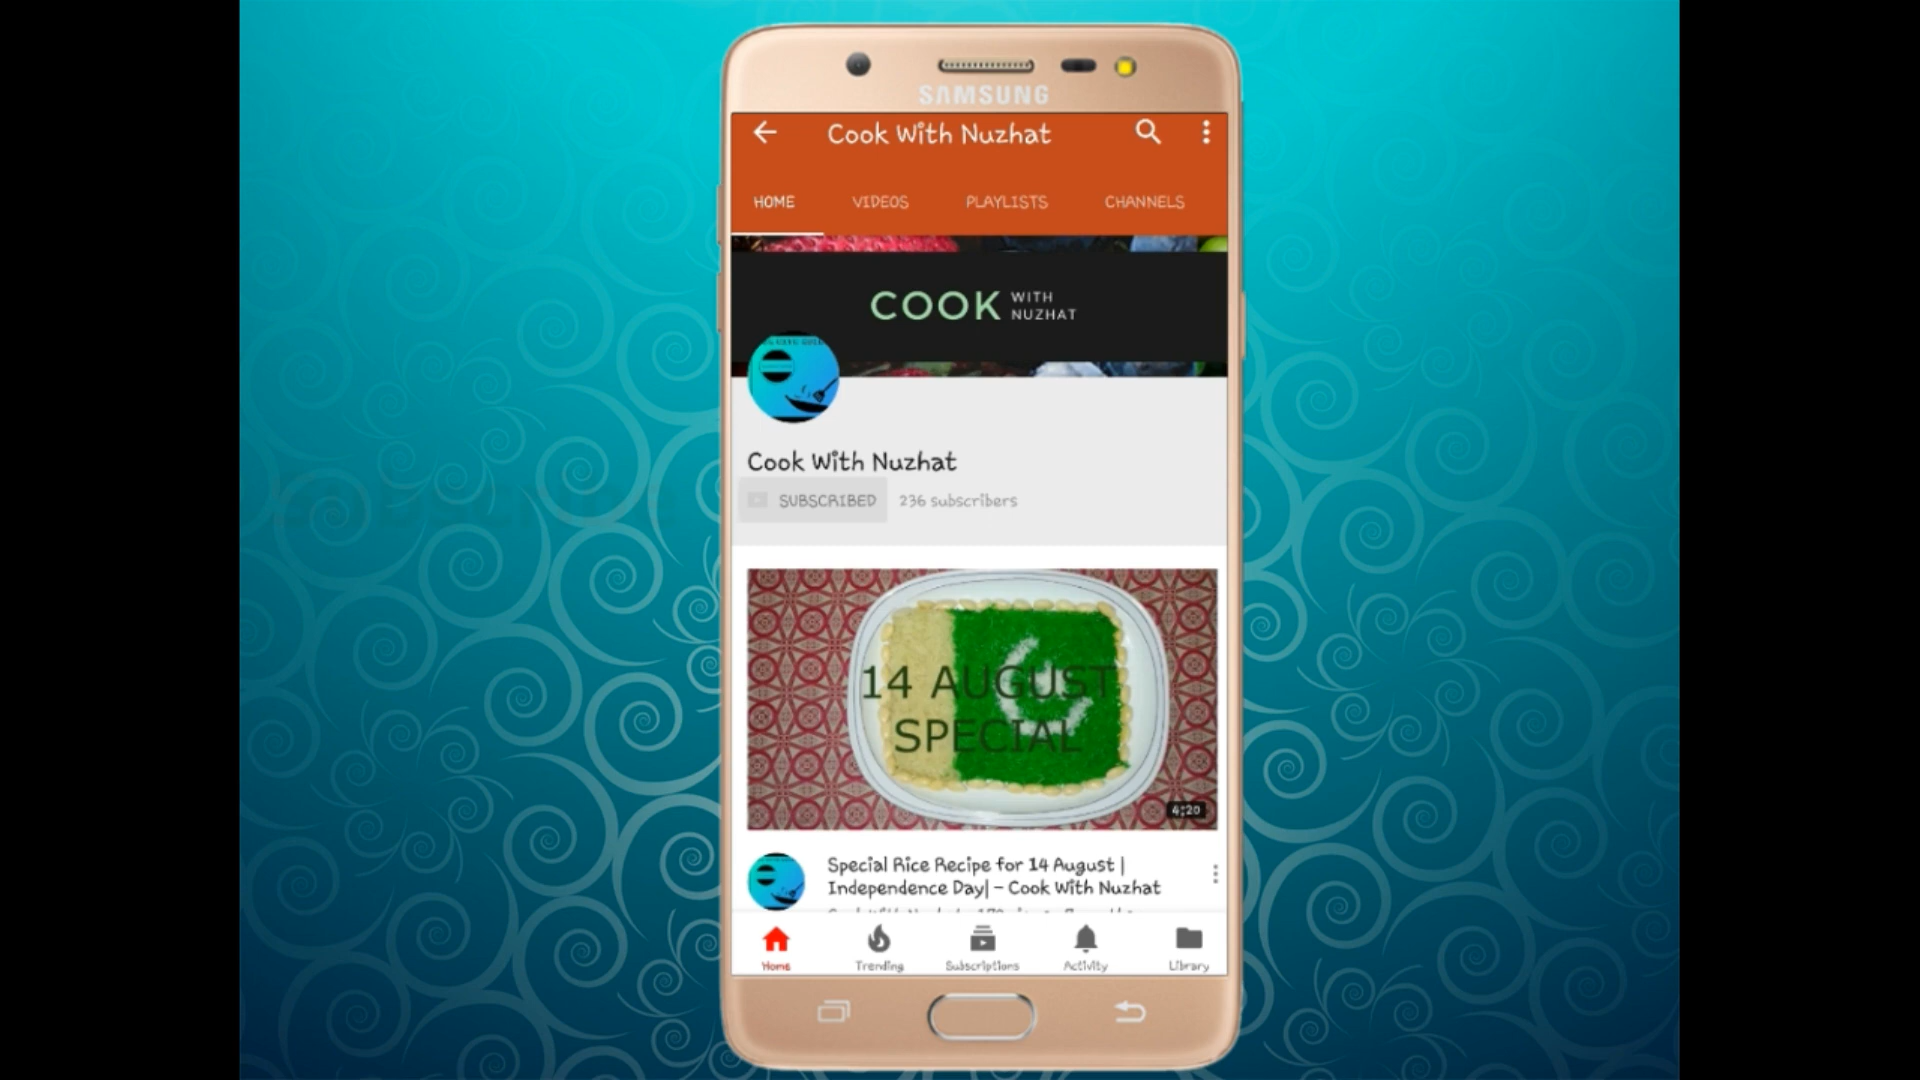 SAMSUNG
Cook With Nuzhat
HOME VIDEOS PLAYLISTS CHANNELS
COOK WITH
NUZHAT
Cook With Nuzhat
SUBSCRIBED 236 subscribers
14 AUGUST
SPECIAL
4:20
Special Rice Recipe for 14 August |
Independence Day| - Cook With Nuzhat
Home Trending Subscriptions Activity Library